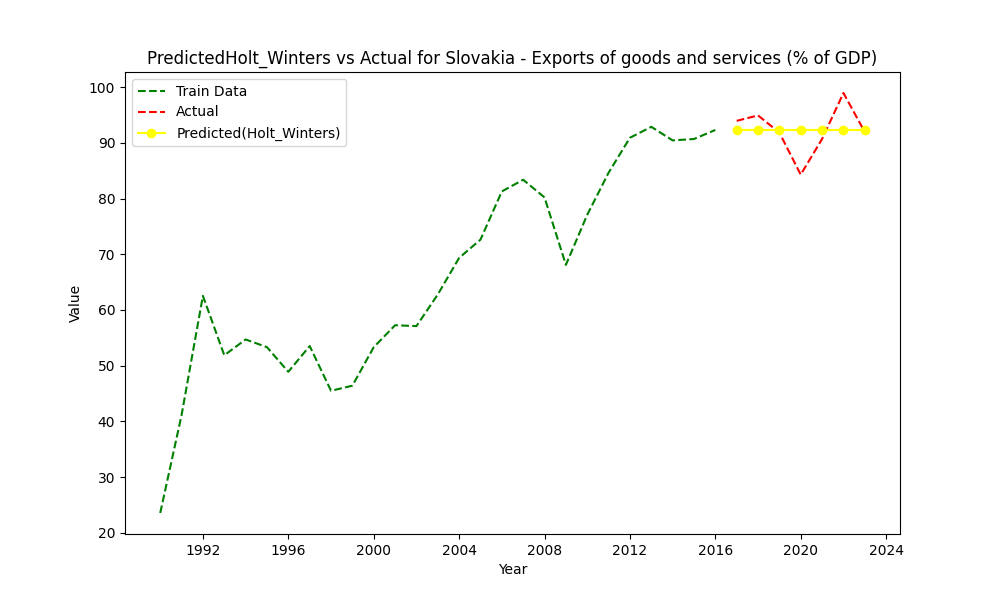 PredictedHolt_Winters vs Actual for Slovakia - Exports of goods and services (% of GDP)
Train Data
Actual
Predicted(Holt_Winters)
100
90
80
70
60
50
40
30
20
Value
1992 1996 2000 2004 2008 2012 2016 2020 2024
Year